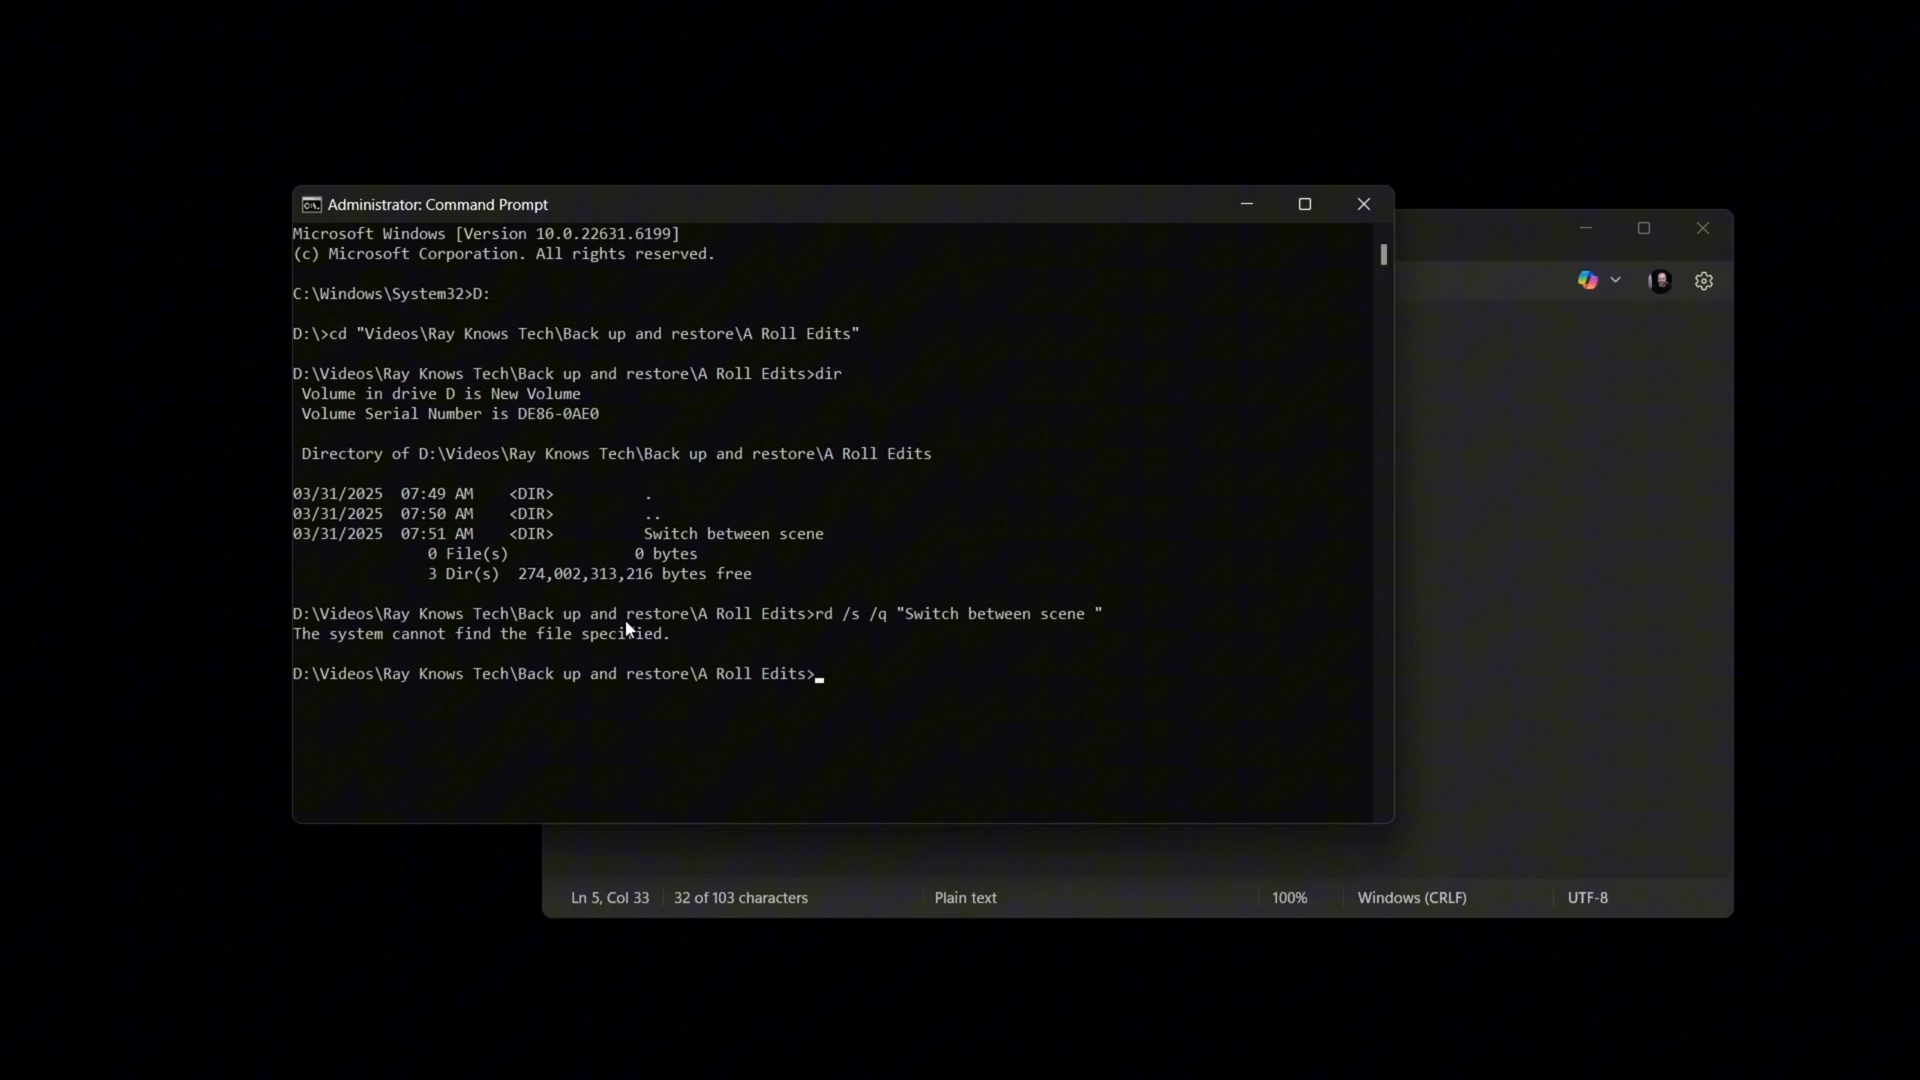 Administrator: Command Prompt
Microsoft Windows [Version 10.0.22631.6199]
(c) Microsoft Corporation. All rights reserved.
C:\Windows\System32>D:
D:\>cd "Videos\Ray Knows Tech\Back up and restore\A Roll Edits"
D:\Videos\Ray Knows Tech\Back up and restore\A Roll Edits>dir
Volume in drive D is New Volume
Volume Serial Number is DE86-0AE0
Directory of D:\Videos\Ray Knows Tech\Back up and restore\A Roll Edits
03/31/2025  07:49 AM    <DIR>          .
03/31/2025  07:50 AM    <DIR>          ..
03/31/2025  07:51 AM    <DIR>          Switch between scene
0 File(s)              0 bytes
3 Dir(s)  274,002,313,216 bytes free
D:\Videos\Ray Knows Tech\Back up and restore\A Roll Edits>rd /s /q "Switch between scene "
The system cannot find the file specified.
D:\Videos\Ray Knows Tech\Back up and restore\A Roll Edits>
Ln 5, Col 33
32 of 103 characters
Plain text
100%
Windows (CRLF)
UTF-8